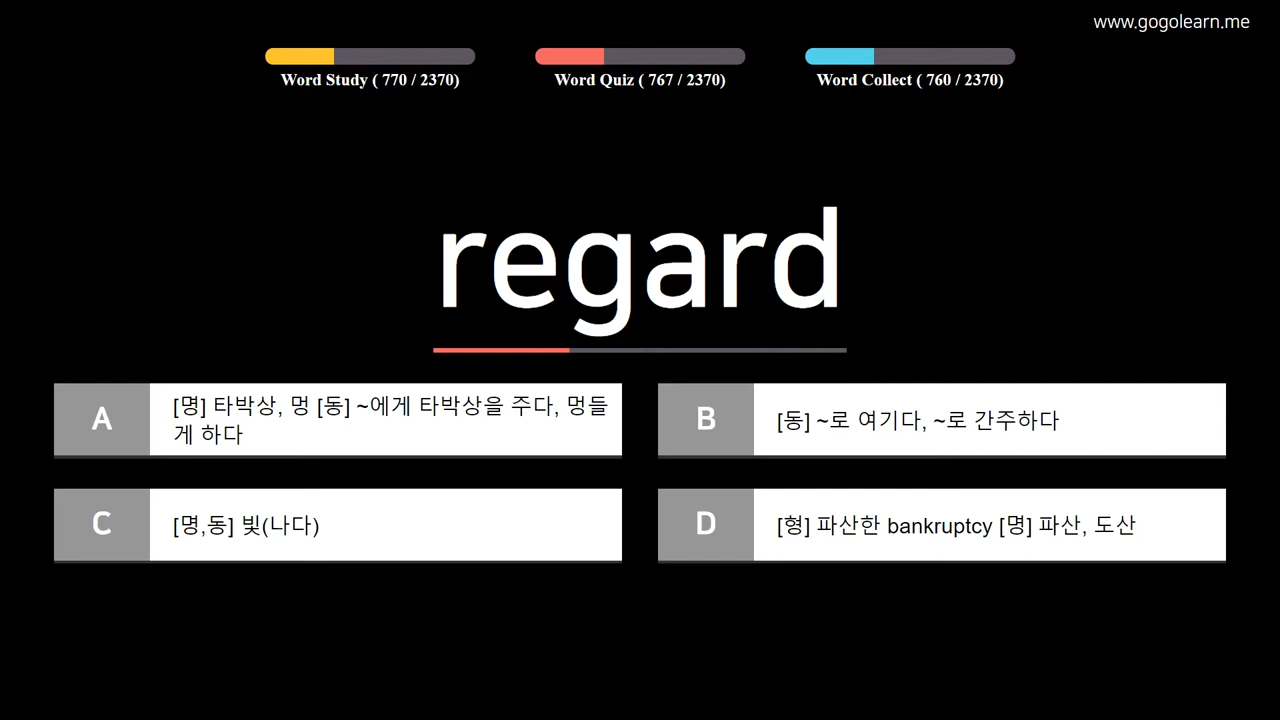 www.gogolearn.me
Word Study ( 770 / 2370)
Word Quiz ( 767 / 2370)
Word Collect ( 760 / 2370)
regard
A
[명] 타박상, 멍 [동] ~에게 타박상을 주다, 멍들
게 하다
B
[동] ~로 여기다, ~로 간주하다
C
[명,동] 빛(나다)
D
[형] 파산한 bankruptcy [명] 파산, 도산